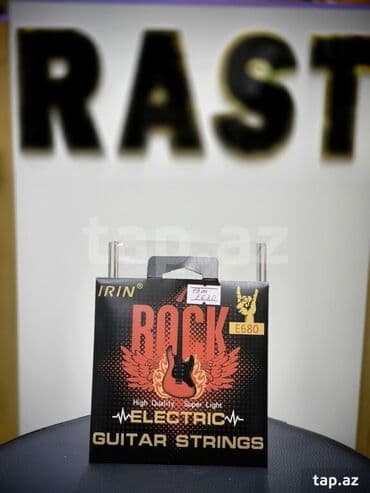 RAST
tap.az
IRIN®
ROCK
E680
High Quality Super Light
ELECTRIC
GUITAR STRINGS
tap.az